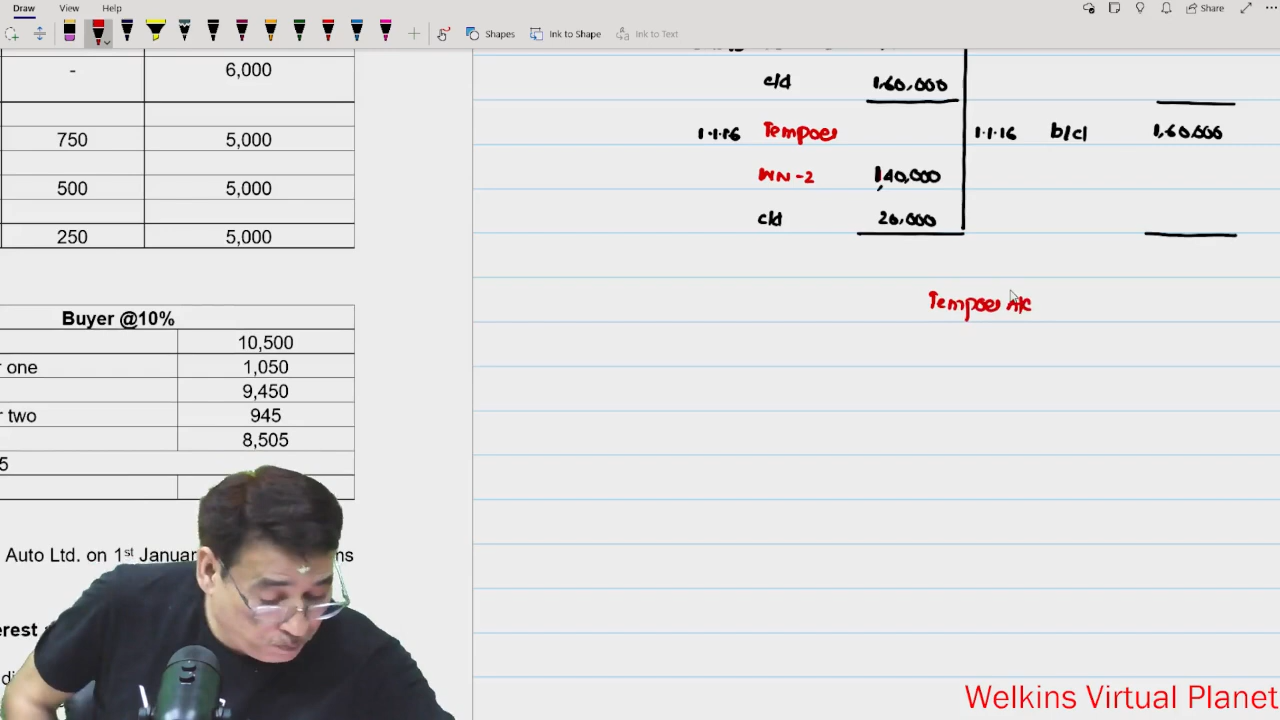 Draw View Help Share
Shapes Ink to Shape Ink to Text
- 6,000
750 5,000
500 5,000
250 5,000
Buyer @10%
10,500
r one 1,050
9,450
r two 945
8,505
5
Auto Ltd. on 1st Januar ms
erest
di
c/d 1,60,000
1.1.16 Tempoes 1.1.16 b/d 1,60,000
WN-2 1,40,000
c/d 20,000
Tempoes A/c
Welkins Virtual Planet